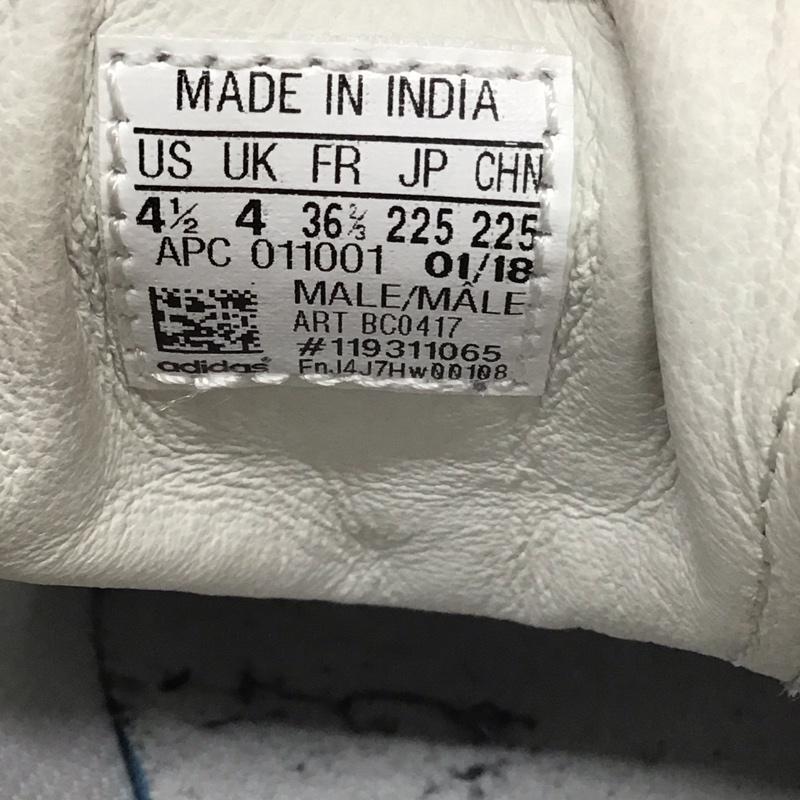 MADE IN INDIA
US UK FR JP CHN
4½ 4 36⅔ 225 225
APC 011001 01/18
MALE/MÂLE
ART BC0417
#119311065
FnJ4J7Hw00108
adidas